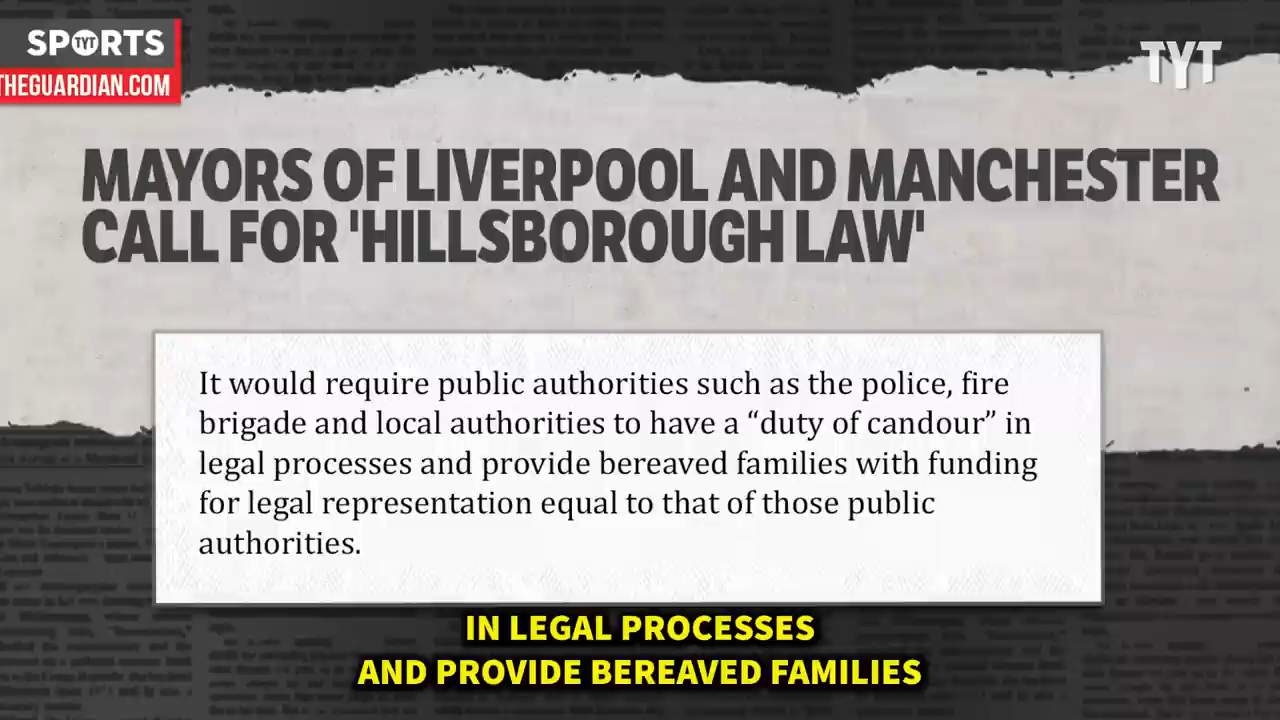 SPORTS
TYT
THEGUARDIAN.COM
TYT
MAYORS OF LIVERPOOL AND MANCHESTER
CALL FOR 'HILLSBOROUGH LAW'
It would require public authorities such as the police, fire
brigade and local authorities to have a “duty of candour” in
legal processes and provide bereaved families with funding
for legal representation equal to that of those public
authorities.
IN LEGAL PROCESSES
AND PROVIDE BEREAVED FAMILIES